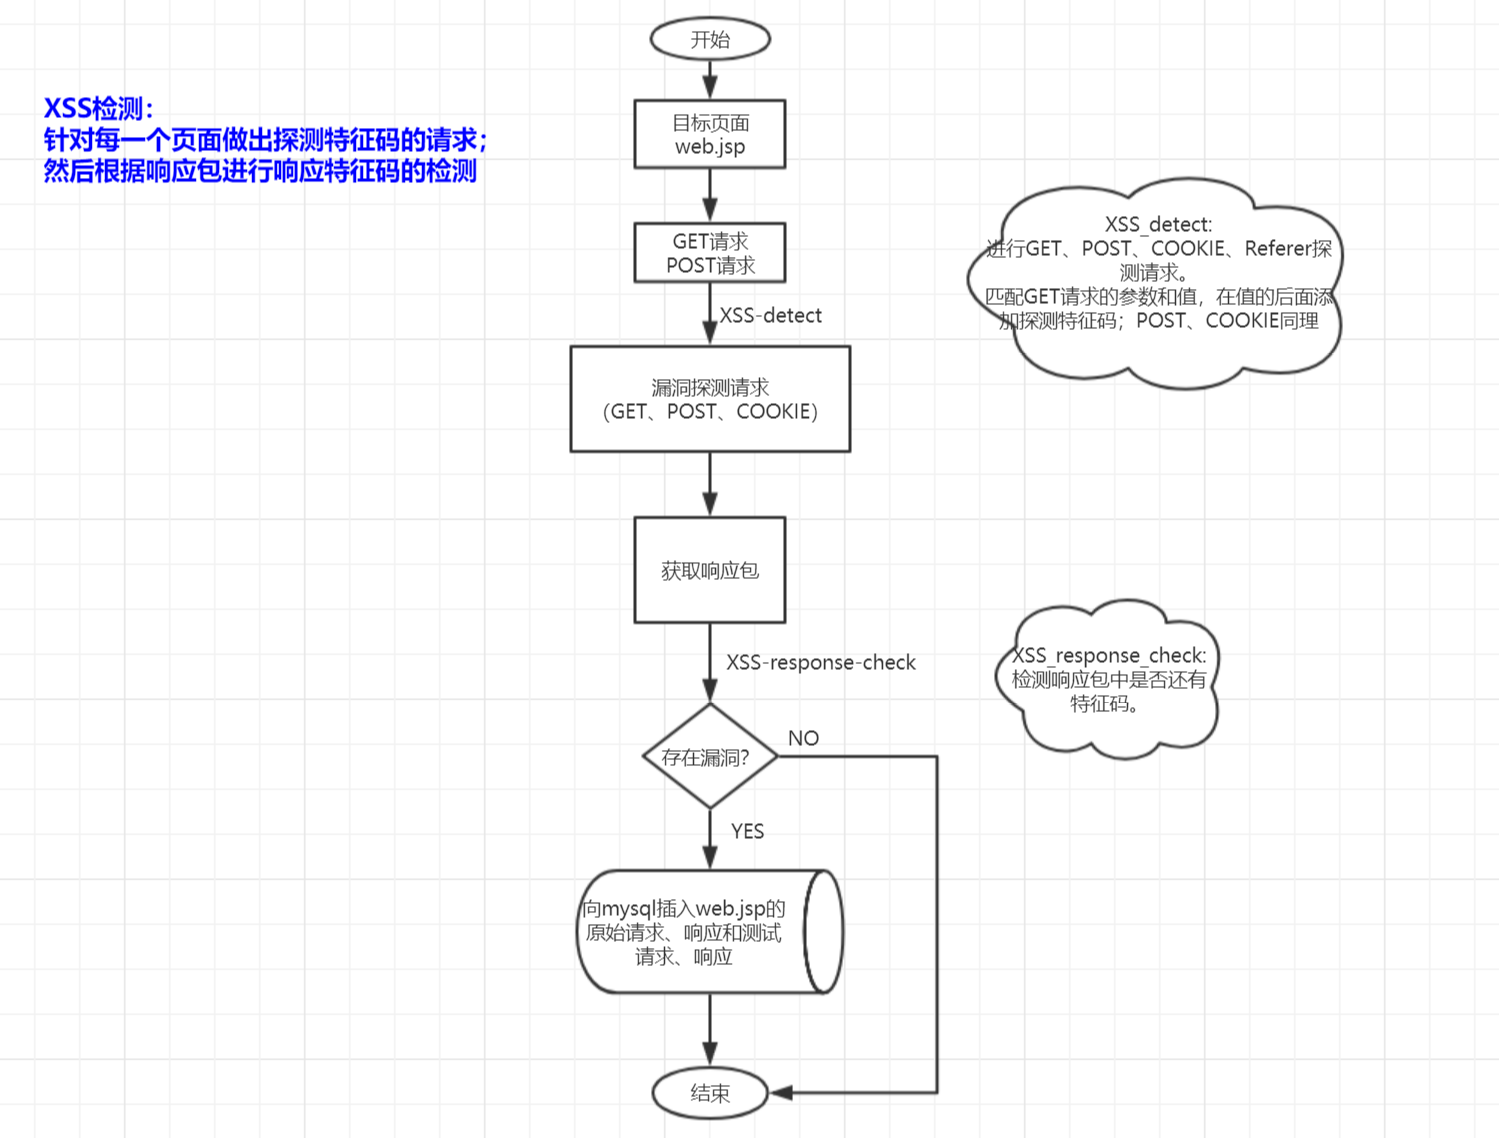 开始
XSS检测：
针对每一个页面做出探测特征码的请求；
然后根据响应包进行响应特征码的检测
目标页面
web.jsp
GET请求
POST请求
XSS-detect
XSS_detect:
进行GET、POST、COOKIE、Referer探
测请求。
匹配GET请求的参数和值，在值的后面添
加探测特征码；POST、COOKIE同理
漏洞探测请求
（GET、POST、COOKIE）
获取响应包
XSS-response-check
XSS_response_check:
检测响应包中是否还有
特征码。
存在漏洞?
NO
YES
向mysql插入web.jsp的
原始请求、响应和测试
请求、响应
结束